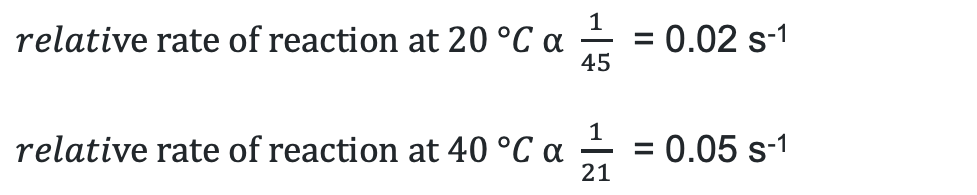 relative rate of reaction at 20 °C α 1/45 = 0.02 s-1
relative rate of reaction at 40 °C α 1/21 = 0.05 s-1